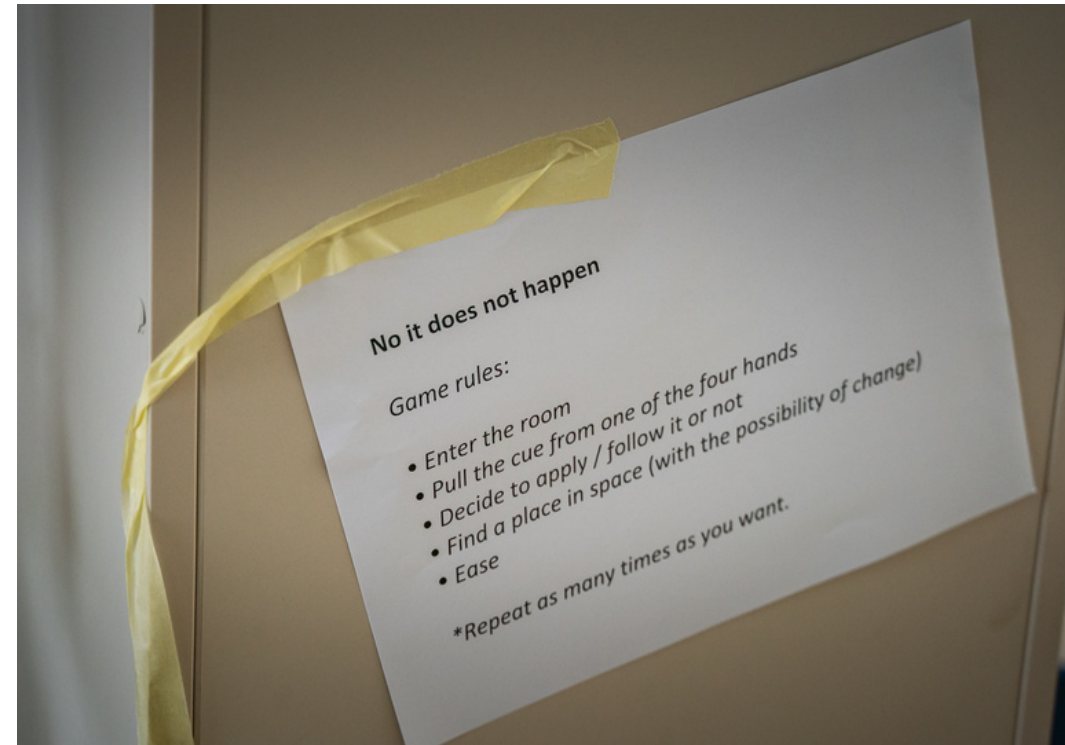 No it does not happen
Game rules:
• Enter the room
• Pull the cue from one of the four hands
• Decide to apply / follow it or not
• Find a place in space (with the possibility of change)
• Ease
*Repeat as many times as you want.